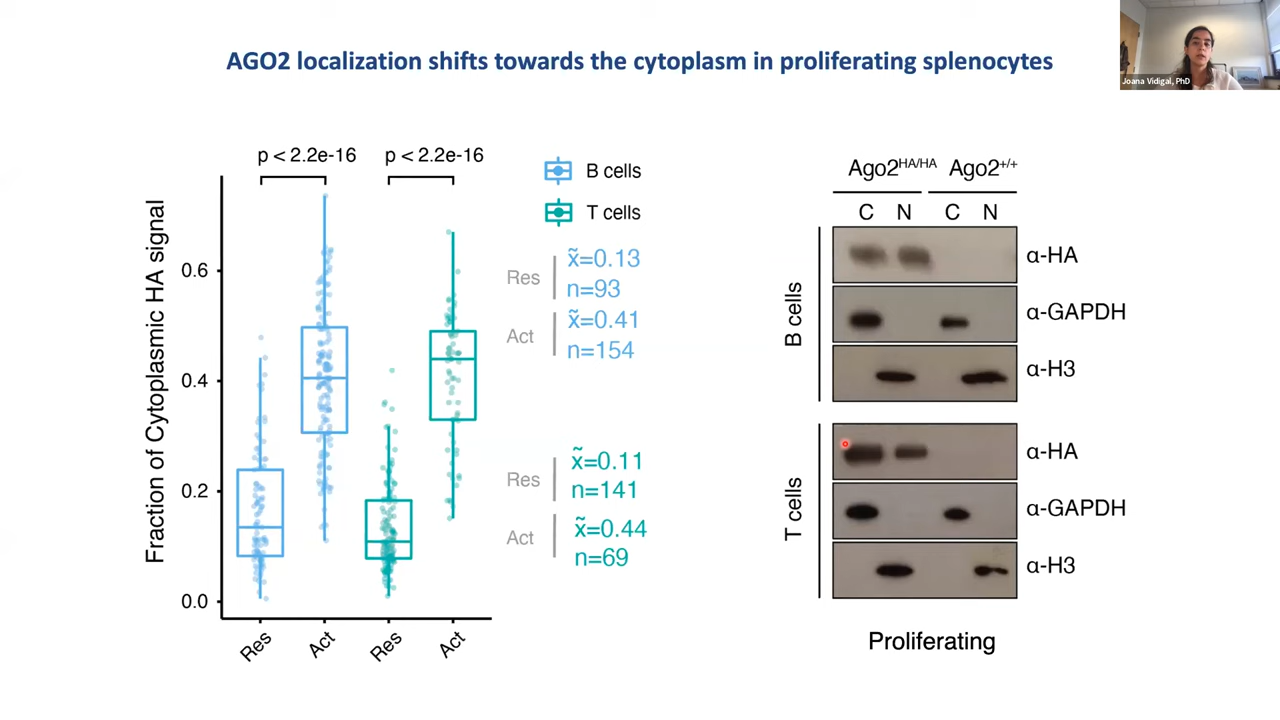 AGO2 localization shifts towards the cytoplasm in proliferating splenocytes
Joana Vidigal, PhD
p < 2.2e-16
p < 2.2e-16
Fraction of Cytoplasmic HA signal
0.6
0.4
0.2
0.0
Res
Act
Res
Act
B cells
T cells
Res
x̃=0.13
n=93
Act
x̃=0.41
n=154
Res
x̃=0.11
n=141
Act
x̃=0.44
n=69
Ago2HA/HA Ago2+/+
C N C N
B cells
α-HA
α-GAPDH
α-H3
T cells
α-HA
α-GAPDH
α-H3
Proliferating